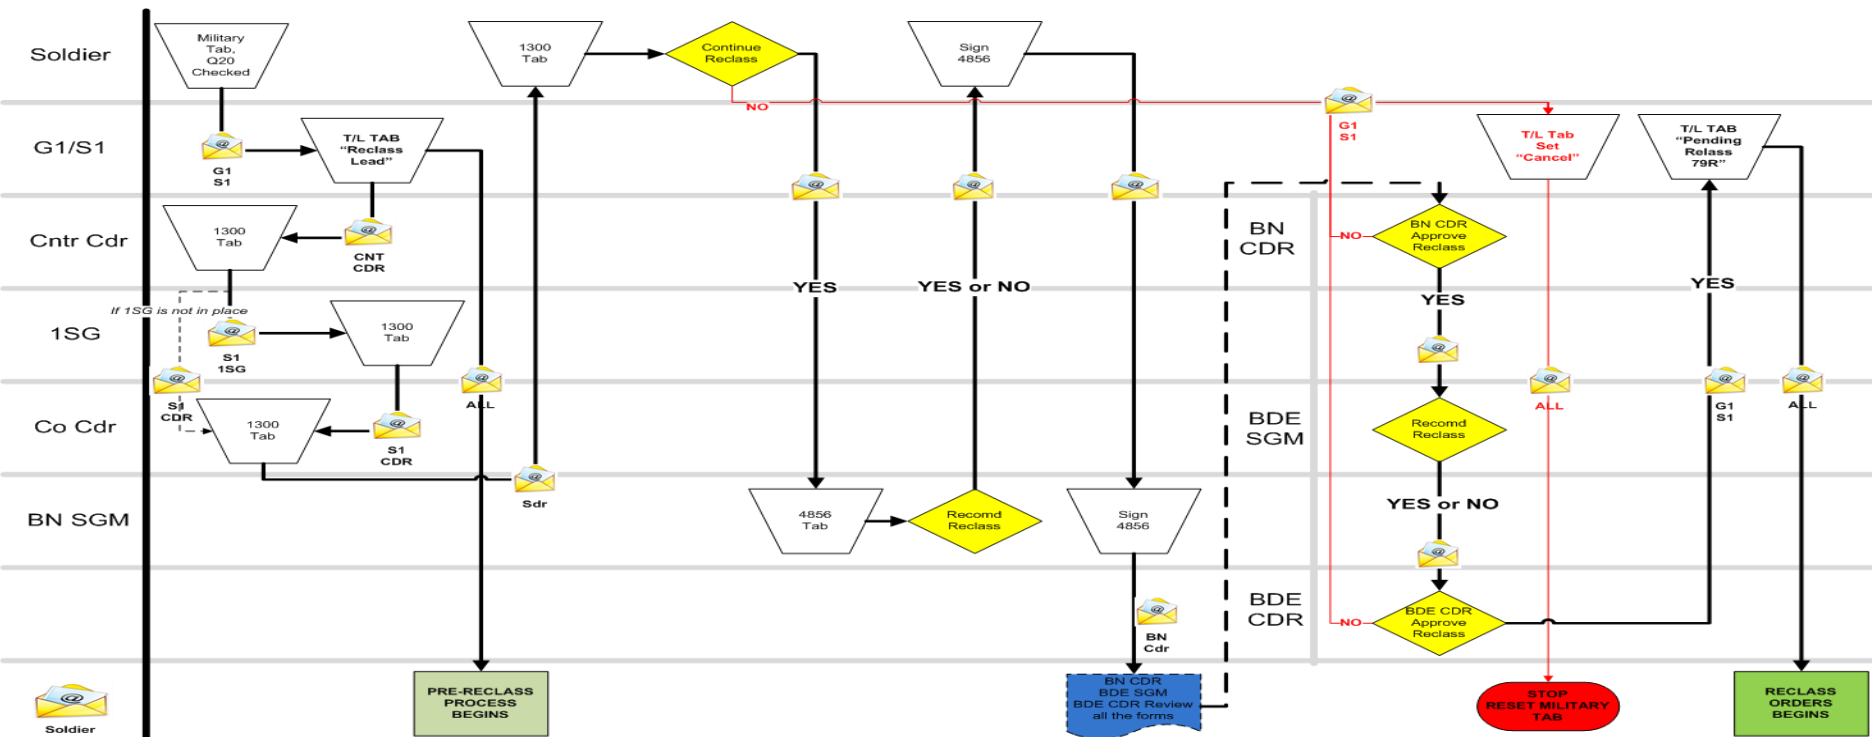 Soldier
G1/S1
Cntr Cdr
1SG
Co Cdr
BN SGM
Soldier
Military
Tab,
Q20
Checked
G1
S1
T/L TAB
“Reclass
Lead”
CNT
CDR
1300
Tab
If 1SG is not in place
S1
1SG
1300
Tab
S1
CDR
S1
CDR
1300
Tab
ALL
PRE-RECLASS
PROCESS
BEGINS
Sdr
1300
Tab
Continue
Reclass
NO
YES
4856
Tab
Recomd
Reclass
YES or NO
Sign
4856
Sign
4856
BN
Cdr
BN CDR
BDE SGM
BDE CDR Review
all the forms
BN
CDR
BDE
SGM
BDE
CDR
G1
S1
NO
BN CDR
Approve
Reclass
YES
Recomd
Reclass
YES or NO
NO
BDE CDR
Approve
Reclass
T/L Tab
Set
“Cancel”
ALL
STOP
RESET MILITARY
TAB
T/L TAB
“Pending
Relass
79R”
YES
G1
S1
ALL
RECLASS
ORDERS
BEGINS